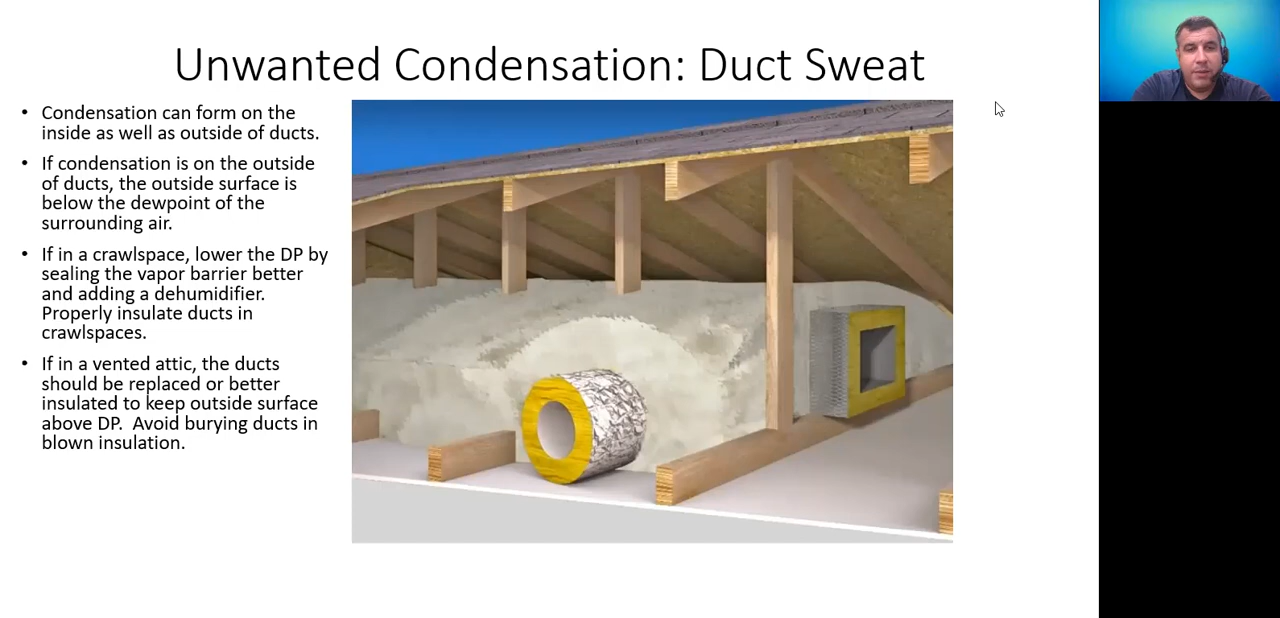 Unwanted Condensation: Duct Sweat
• Condensation can form on the
inside as well as outside of ducts.
• If condensation is on the outside
of ducts, the outside surface is
below the dewpoint of the
surrounding air.
• If in a crawlspace, lower the DP by
sealing the vapor barrier better
and adding a dehumidifier.
Properly insulate ducts in
crawlspaces.
• If in a vented attic, the ducts
should be replaced or better
insulated to keep outside surface
above DP.  Avoid burying ducts in
blown insulation.